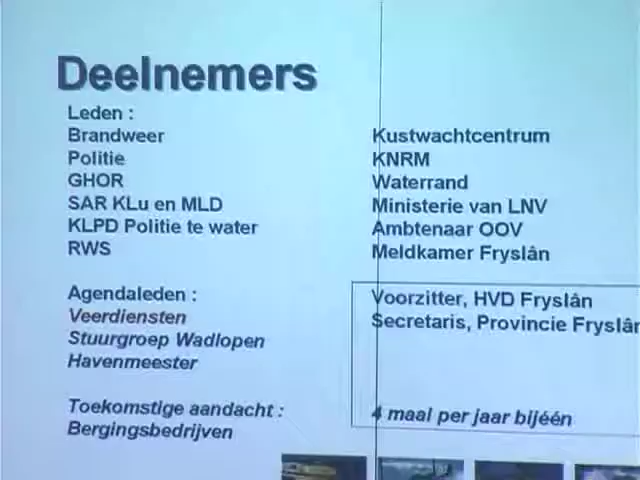 Deelnemers
Leden :
Brandweer
Politie
GHOR
SAR KLu en MLD
KLPD Politie te water
RWS
Kustwachtcentrum
KNRM
Waterrand
Ministerie van LNV
Ambtenaar OOV
Meldkamer Fryslân
Agendaleden :
Veerdiensten
Stuurgroep Wadlopen
Havenmeester
Toekomstige aandacht :
Bergingsbedrijven
Voorzitter, HVD Fryslân
Secretaris, Provincie Fryslân
4 maal per jaar bijéén